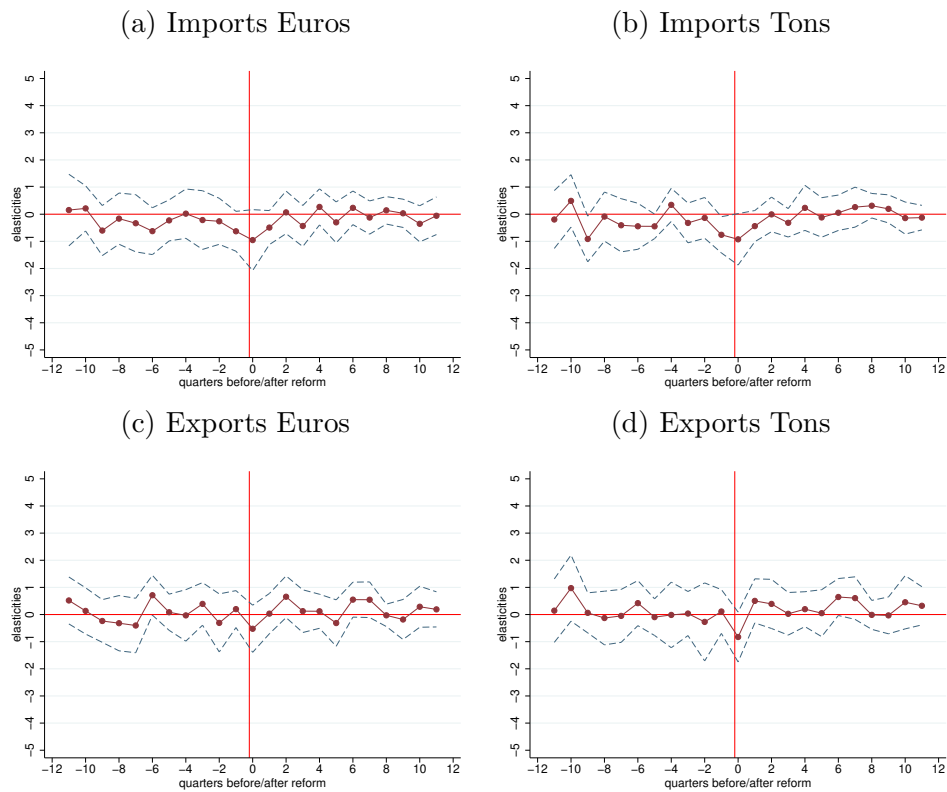 (a) Imports Euros
(b) Imports Tons
elasticities
5
4
3
2
1
0
−1
−2
−3
−4
−5
−12 −10 −8 −6 −4 −2 0 2 4 6 8 10 12
quarters before/after reform
elasticities
5
4
3
2
1
0
−1
−2
−3
−4
−5
−12 −10 −8 −6 −4 −2 0 2 4 6 8 10 12
quarters before/after reform
(c) Exports Euros
(d) Exports Tons
elasticities
5
4
3
2
1
0
−1
−2
−3
−4
−5
−12 −10 −8 −6 −4 −2 0 2 4 6 8 10 12
quarters before/after reform
elasticities
5
4
3
2
1
0
−1
−2
−3
−4
−5
−12 −10 −8 −6 −4 −2 0 2 4 6 8 10 12
quarters before/after reform